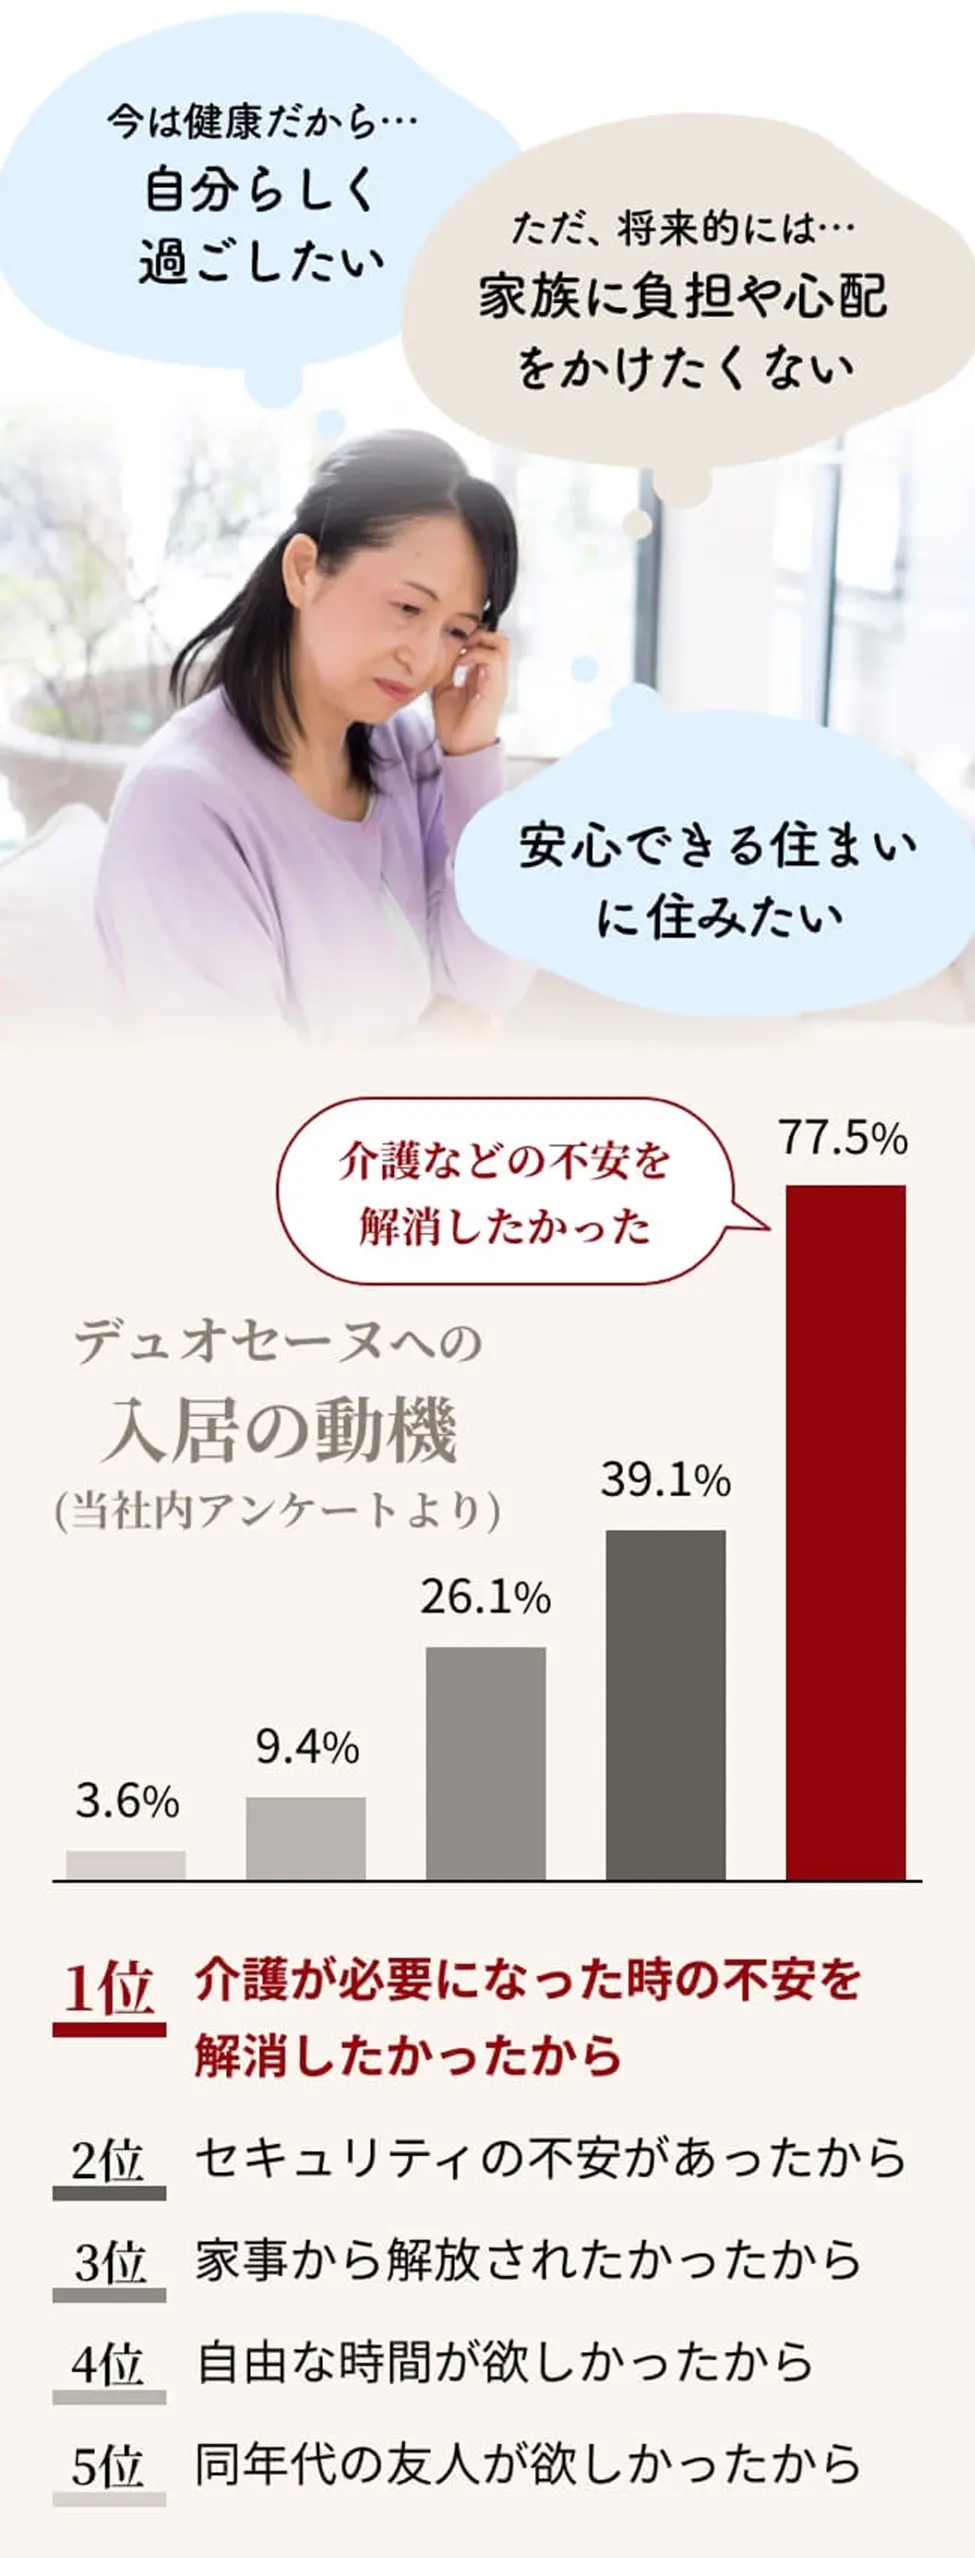 今は健康だから…
自分らしく
過ごしたい
ただ、将来的には…
家族に負担や心配
をかけたくない
安心できる住まい
に住みたい
介護などの不安を
解消したかった
77.5%
デュオセーヌへの
入居の動機
(当社内アンケートより)
39.1%
26.1%
9.4%
3.6%
1位 介護が必要になった時の不安を
解消したかったから
2位 セキュリティの不安があったから
3位 家事から解放されたかったから
4位 自由な時間が欲しかったから
5位 同年代の友人が欲しかったから